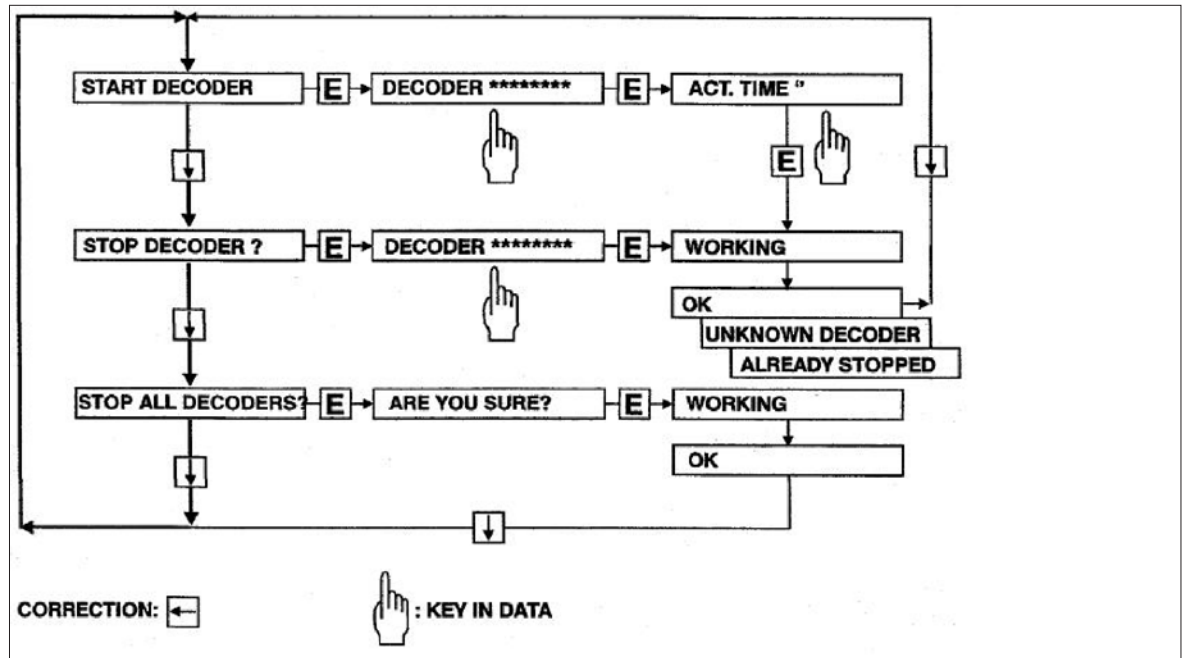 START DECODER E DECODER ******** E ACT. TIME "
E
STOP DECODER ? E DECODER ******** E WORKING
OK
UNKNOWN DECODER
ALREADY STOPPED
STOP ALL DECODERS? E ARE YOU SURE? E WORKING
OK
CORRECTION: ← : KEY IN DATA